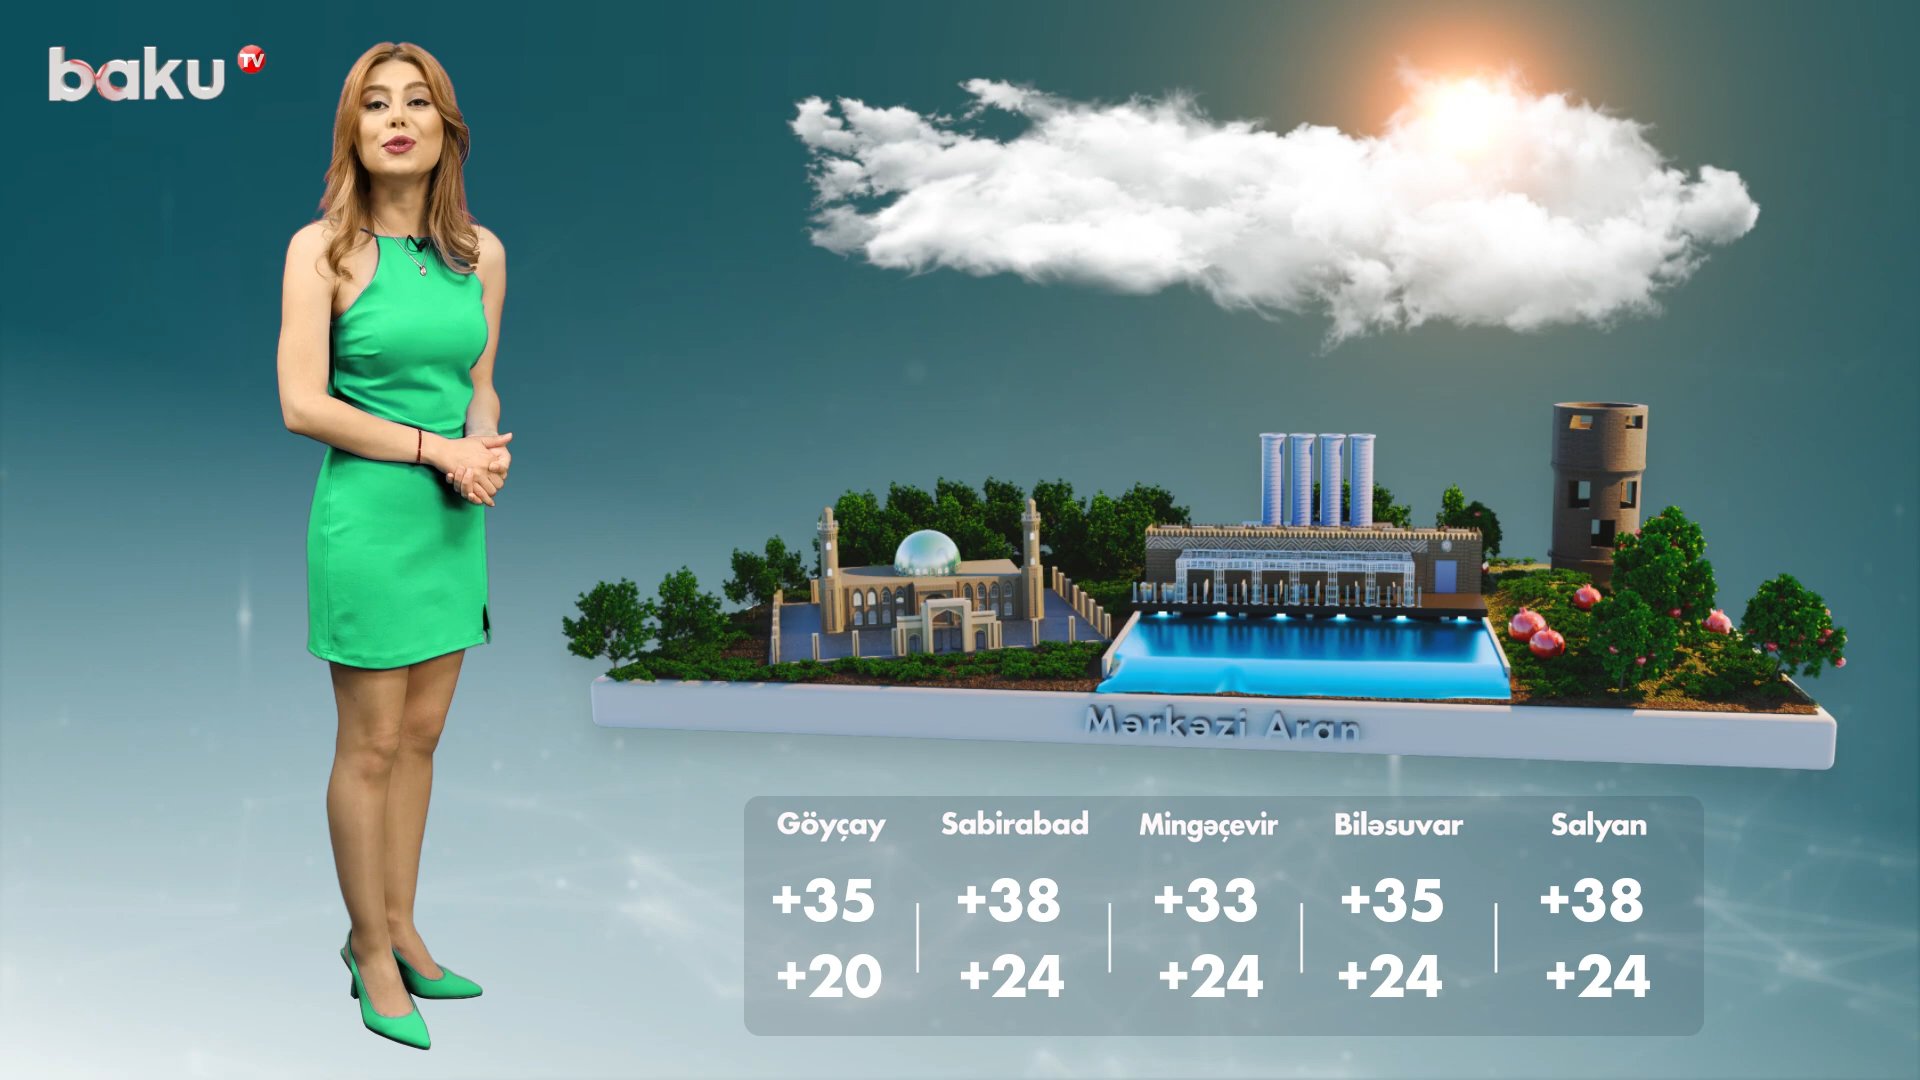 baku TV
Mərkəzi Aran
Göyçay Sabirabad Mingəçevir Biləsuvar Salyan
+35 +38 +33 +35 +38
+20 +24 +24 +24 +24